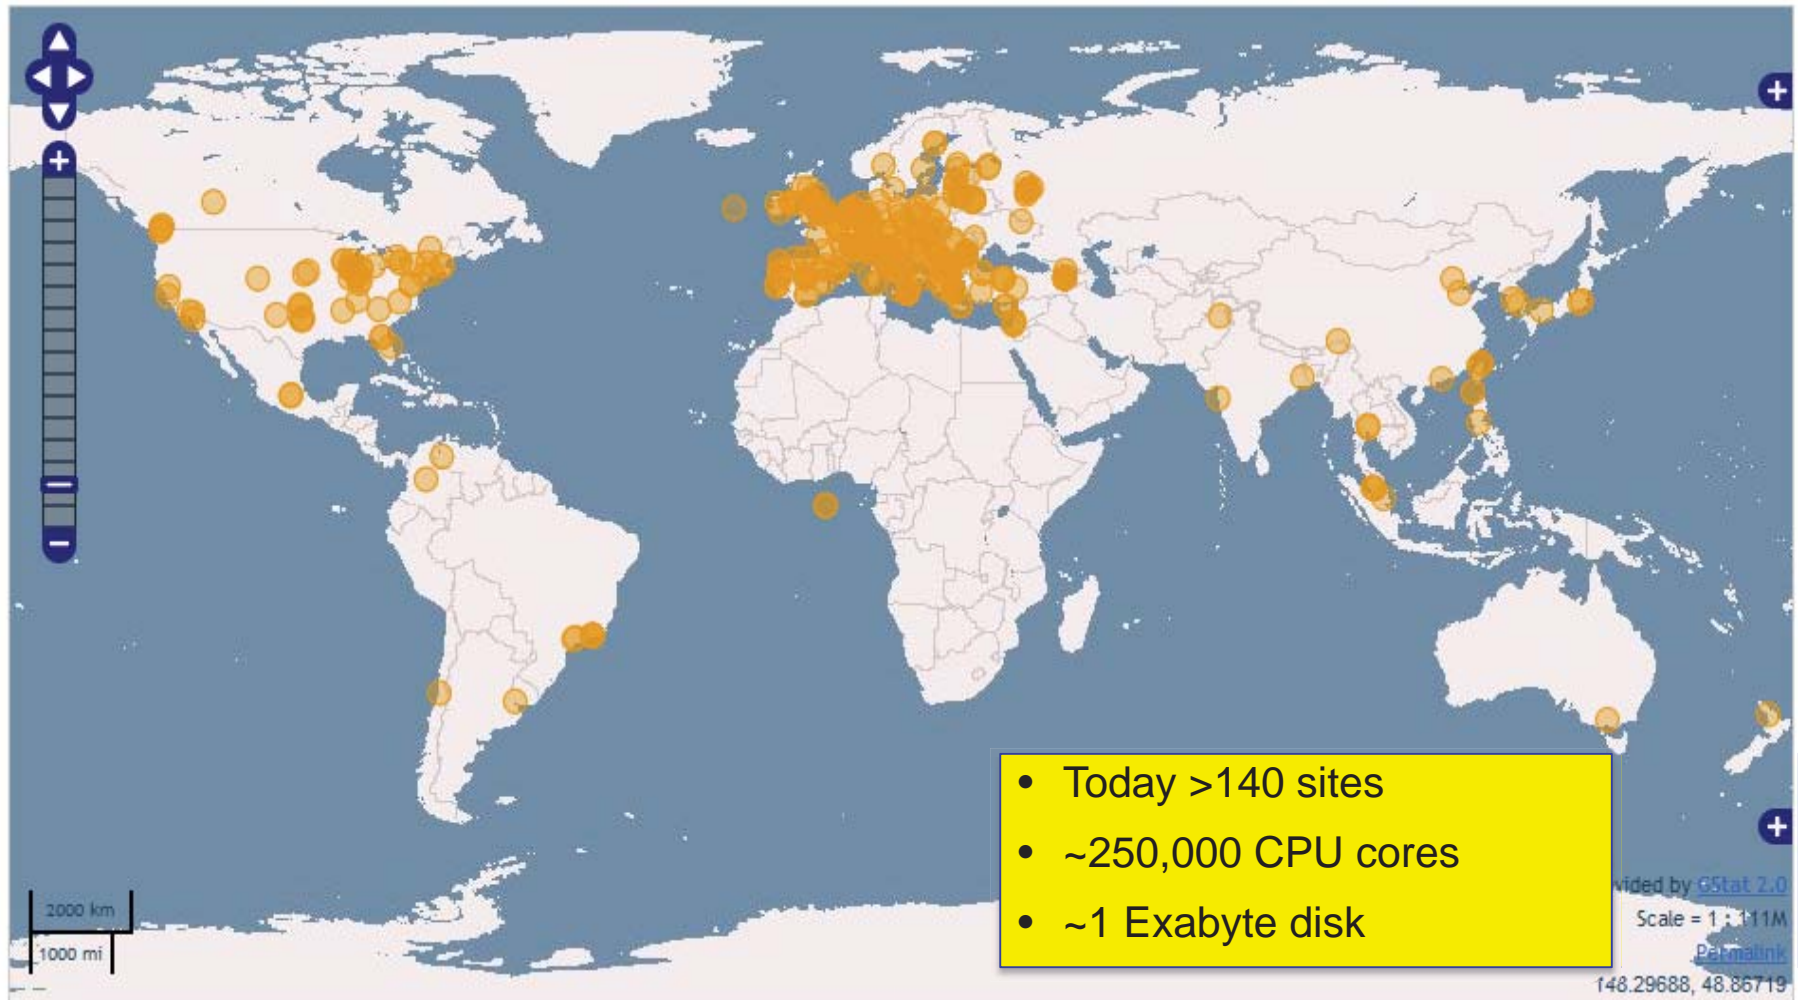 • Today >140 sites
• ~250,000 CPU cores
• ~1 Exabyte disk
2000 km
1000 mi
vided by GStat 2.0
Scale = 1 : 111M
Permalink
148.29688, 48.86719